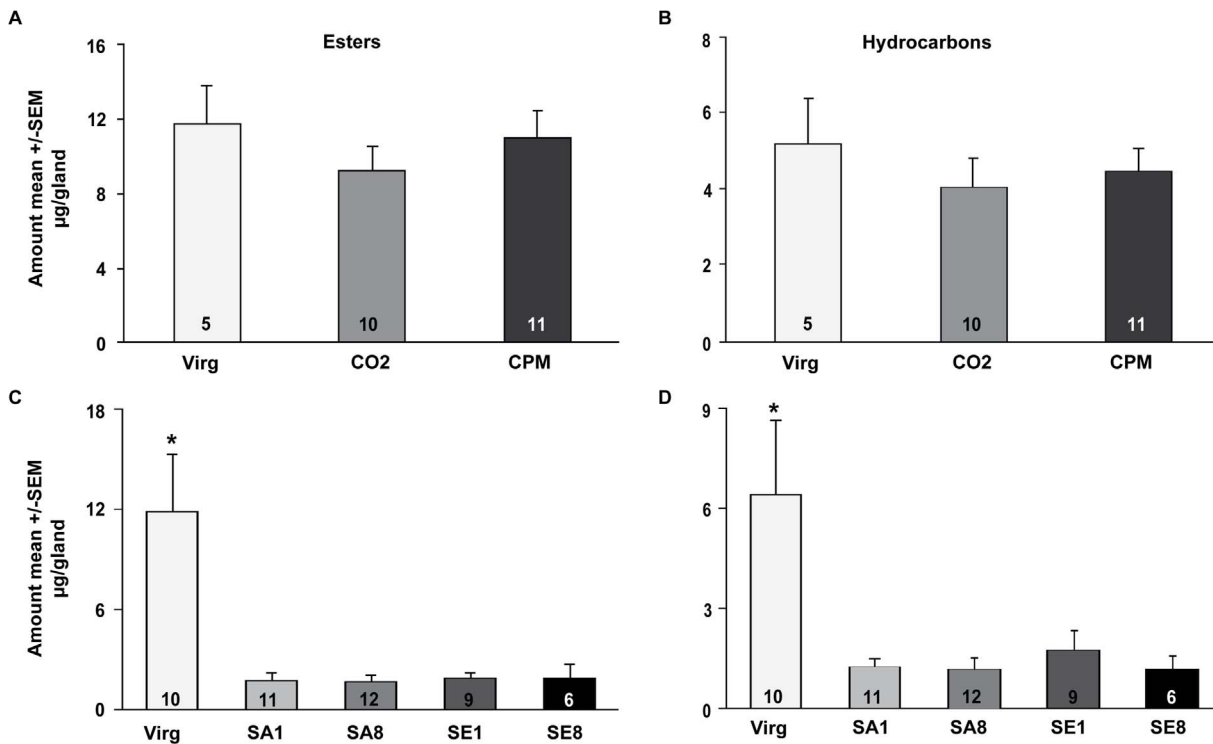 A
Esters
Amount mean +/-SEM
µg/gland
16
12
8
4
0
5
10
11
Virg
CO2
CPM
B
Hydrocarbons
8
6
4
2
0
5
10
11
Virg
CO2
CPM
C
Amount mean +/-SEM
µg/gland
18
12
6
0
*
10
11
12
9
6
Virg
SA1
SA8
SE1
SE8
D
9
6
3
0
*
10
11
12
9
6
Virg
SA1
SA8
SE1
SE8